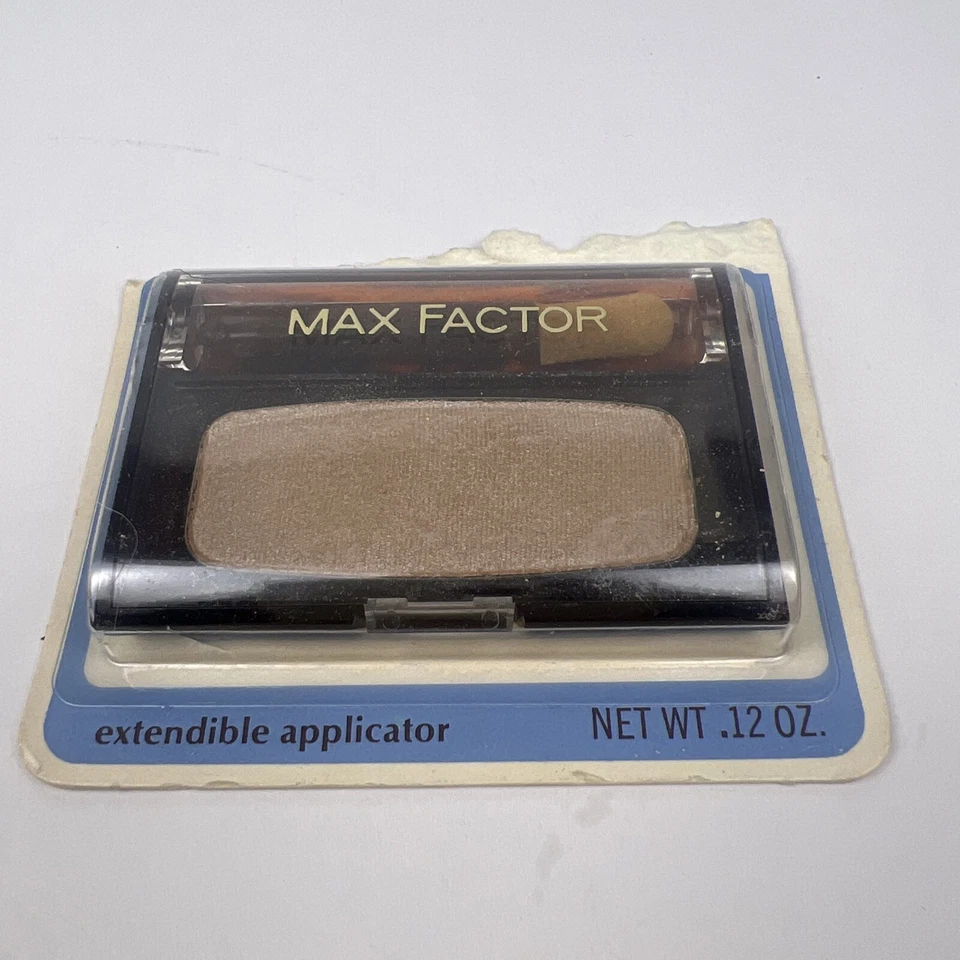 MAX FACTOR
extendible applicator
NET WT .12 OZ.